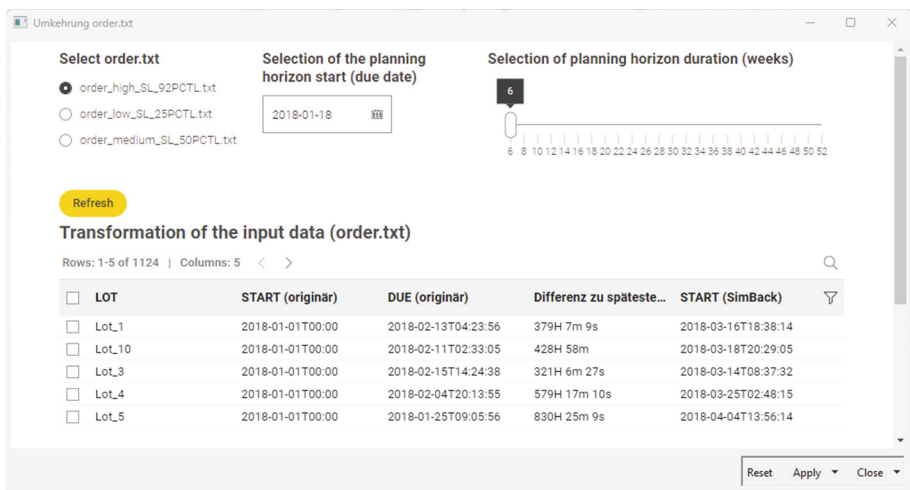 Umkehrung order.txt
Select order.txt
order_high_SL_92PCTL.txt
order_low_SL_25PCTL.txt
order_medium_SL_50PCTL.txt
Selection of the planning
horizon start (due date)
2018-01-18
Selection of planning horizon duration (weeks)
6
6 8 10 12 14 16 18 20 22 24 26 28 30 32 34 36 38 40 42 44 46 48 50 52
Refresh
Transformation of the input data (order.txt)
Rows: 1-5 of 1124 | Columns: 5 < >
LOT START (originär) DUE (originär) Differenz zu späteste... START (SimBack)
Lot_1 2018-01-01T00:00 2018-02-13T04:23:56 379H 7m 9s 2018-03-16T18:38:14
Lot_10 2018-01-01T00:00 2018-02-11T02:33:05 428H 58m 2018-03-18T20:29:05
Lot_3 2018-01-01T00:00 2018-02-15T14:24:38 321H 6m 27s 2018-03-14T08:37:32
Lot_4 2018-01-01T00:00 2018-02-04T20:13:55 579H 17m 10s 2018-03-25T02:48:15
Lot_5 2018-01-01T00:00 2018-01-25T09:05:56 830H 25m 9s 2018-04-04T13:56:14
Reset Apply Close